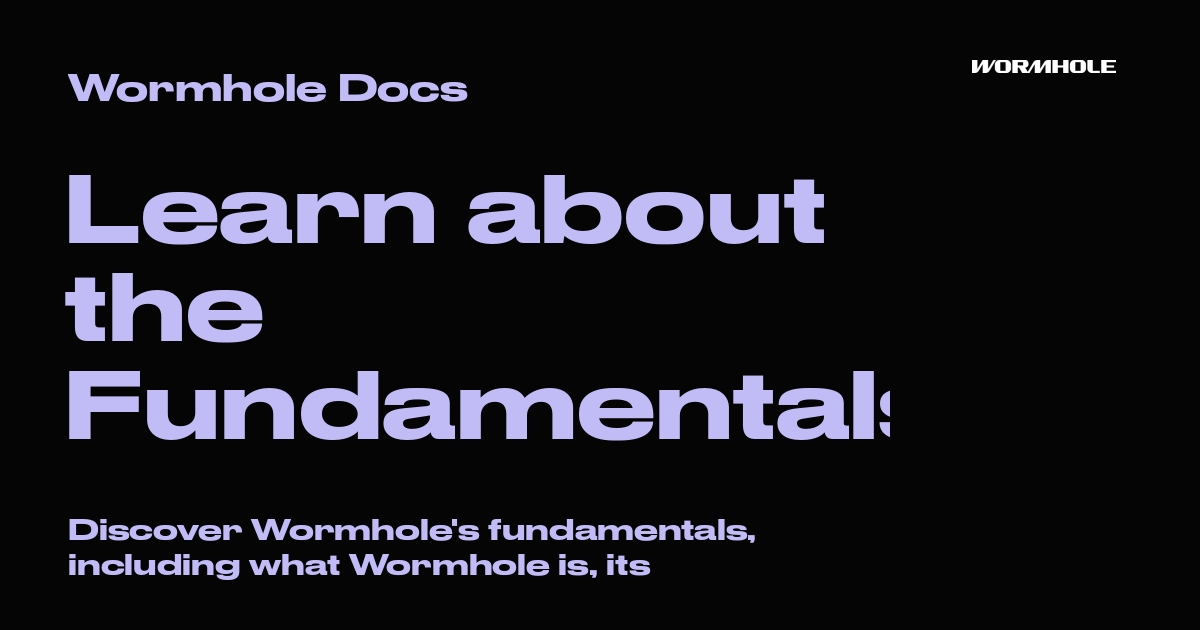 Wormhole Docs
WORMHOLE
Learn about
the
Fundamentals
Discover Wormhole's fundamentals,
including what Wormhole is, its